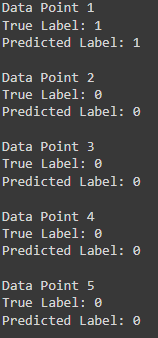 Data Point 1
True Label: 1
Predicted Label: 1
Data Point 2
True Label: 0
Predicted Label: 0
Data Point 3
True Label: 0
Predicted Label: 0
Data Point 4
True Label: 0
Predicted Label: 0
Data Point 5
True Label: 0
Predicted Label: 0